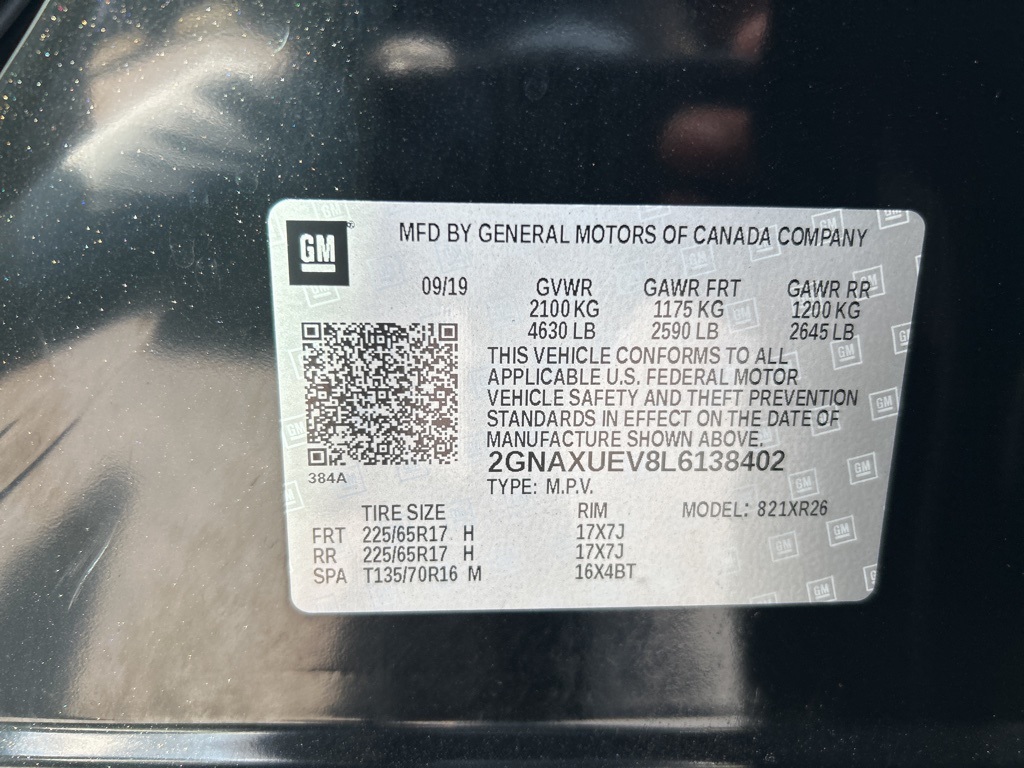 GM
MFD BY GENERAL MOTORS OF CANADA COMPANY
09/19 GVWR GAWR FRT GAWR RR
2100 KG 1175 KG 1200 KG
4630 LB 2590 LB 2645 LB
THIS VEHICLE CONFORMS TO ALL
APPLICABLE U.S. FEDERAL MOTOR
VEHICLE SAFETY AND THEFT PREVENTION
STANDARDS IN EFFECT ON THE DATE OF
MANUFACTURE SHOWN ABOVE.
2GNAXUEV8L6138402
384A
TYPE: M.P.V.
TIRE SIZE RIM MODEL: 821XR26
FRT 225/65R17 H 17X7J
RR 225/65R17 H 17X7J
SPA T135/70R16 M 16X4BT